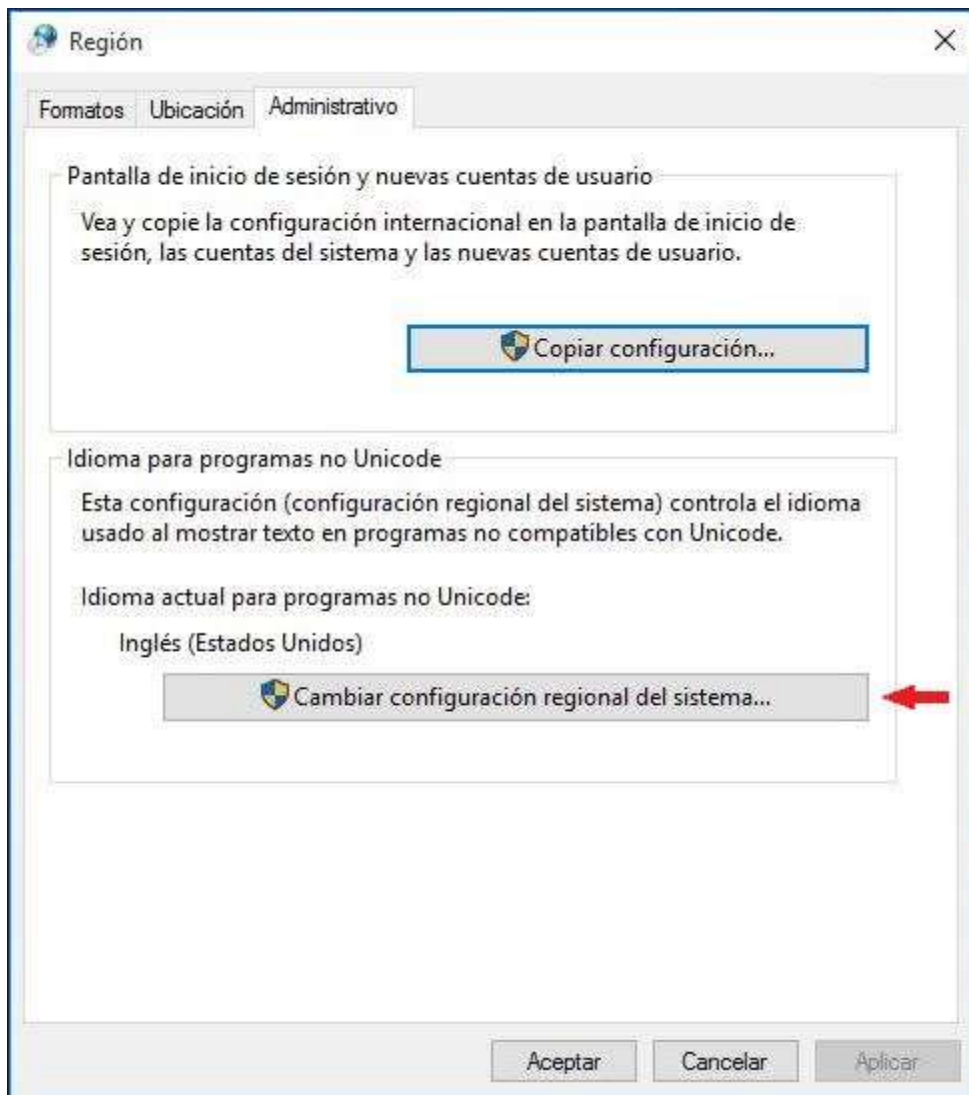 Región
Formatos Ubicación Administrativo
Pantalla de inicio de sesión y nuevas cuentas de usuario
Vea y copie la configuración internacional en la pantalla de inicio de
sesión, las cuentas del sistema y las nuevas cuentas de usuario.
Copiar configuración...
Idioma para programas no Unicode
Esta configuración (configuración regional del sistema) controla el idioma
usado al mostrar texto en programas no compatibles con Unicode.
Idioma actual para programas no Unicode:
Inglés (Estados Unidos)
Cambiar configuración regional del sistema...
Aceptar Cancelar Aplicar